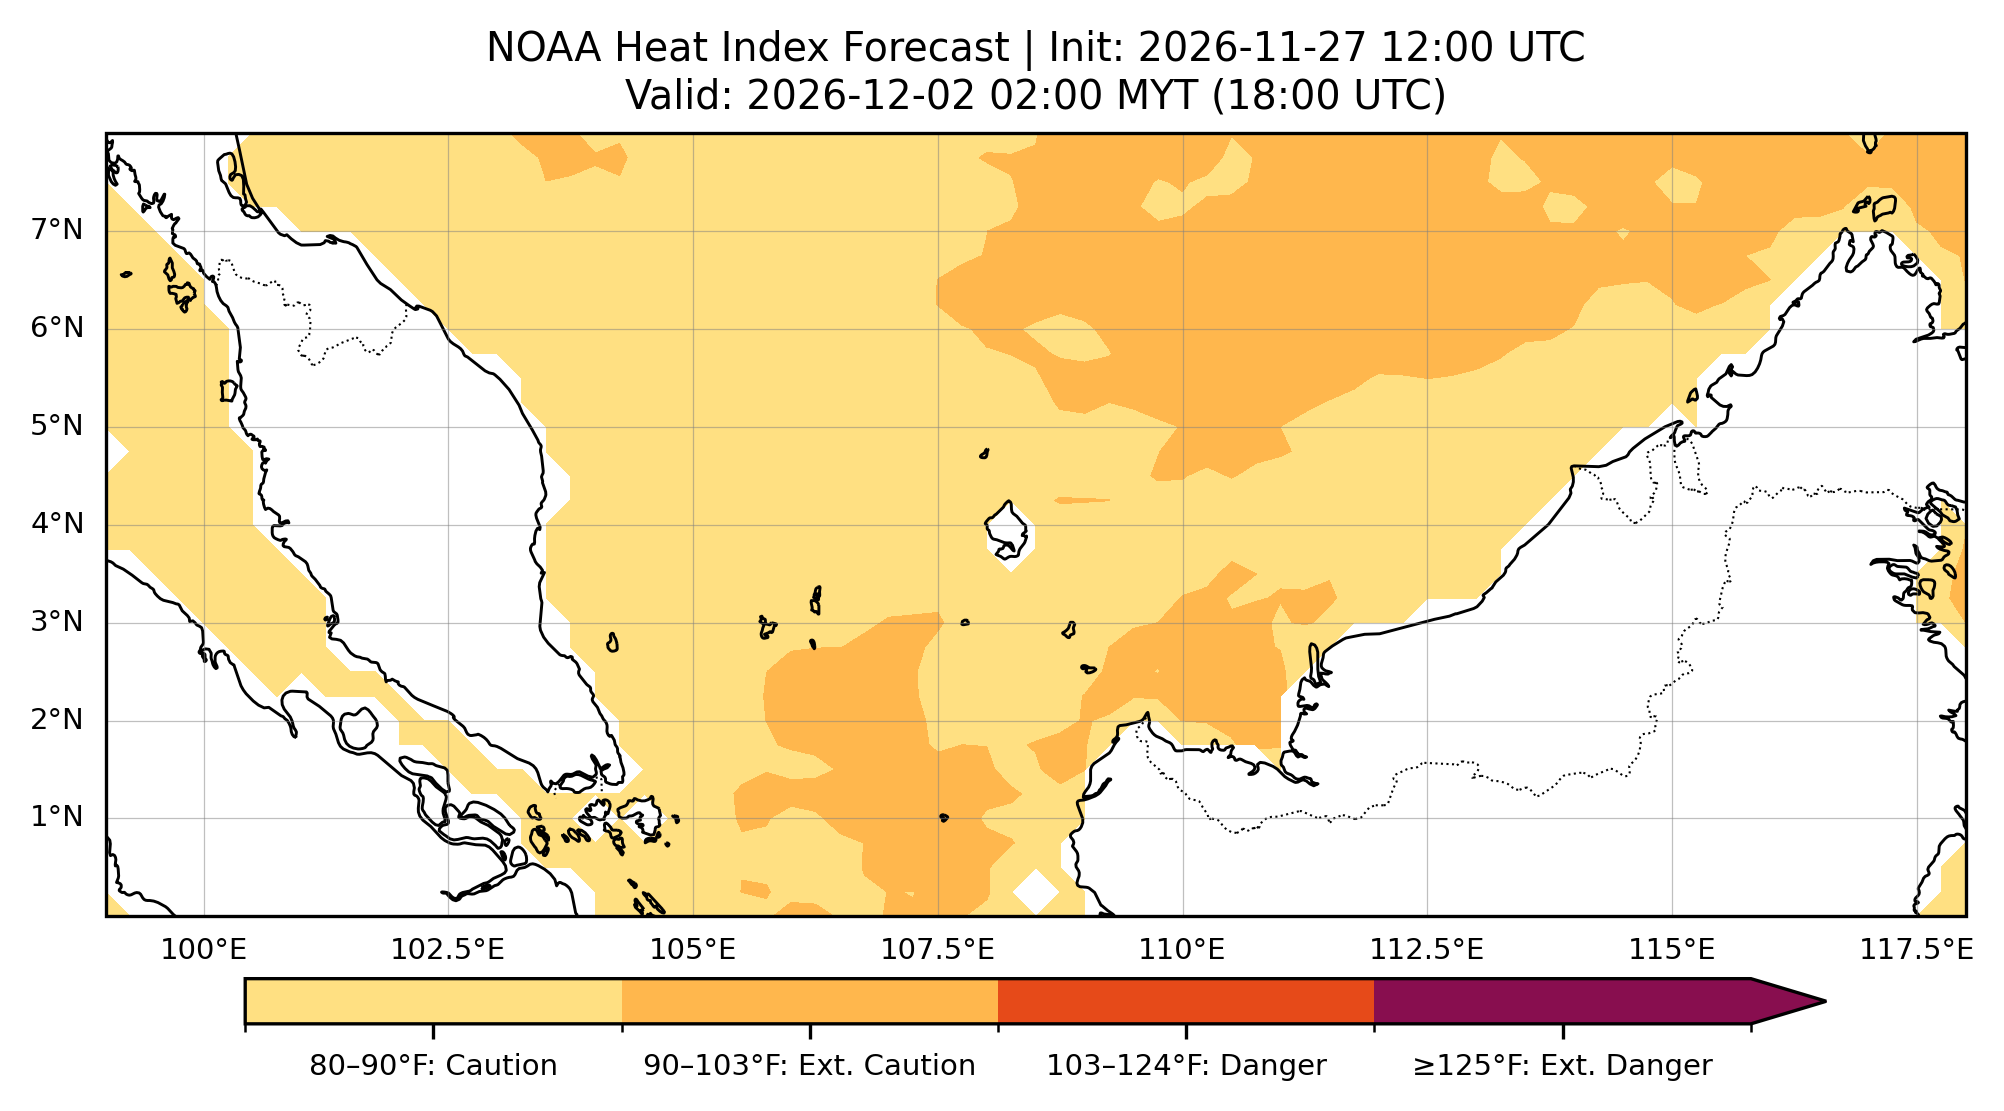 NOAA Heat Index Forecast | Init: 2026-11-27 12:00 UTC
Valid: 2026-12-02 02:00 MYT (18:00 UTC)
7°N
6°N
5°N
4°N
3°N
2°N
1°N
100°E
102.5°E
105°E
107.5°E
110°E
112.5°E
115°E
117.5°E
80–90°F: Caution
90–103°F: Ext. Caution
103–124°F: Danger
≥125°F: Ext. Danger